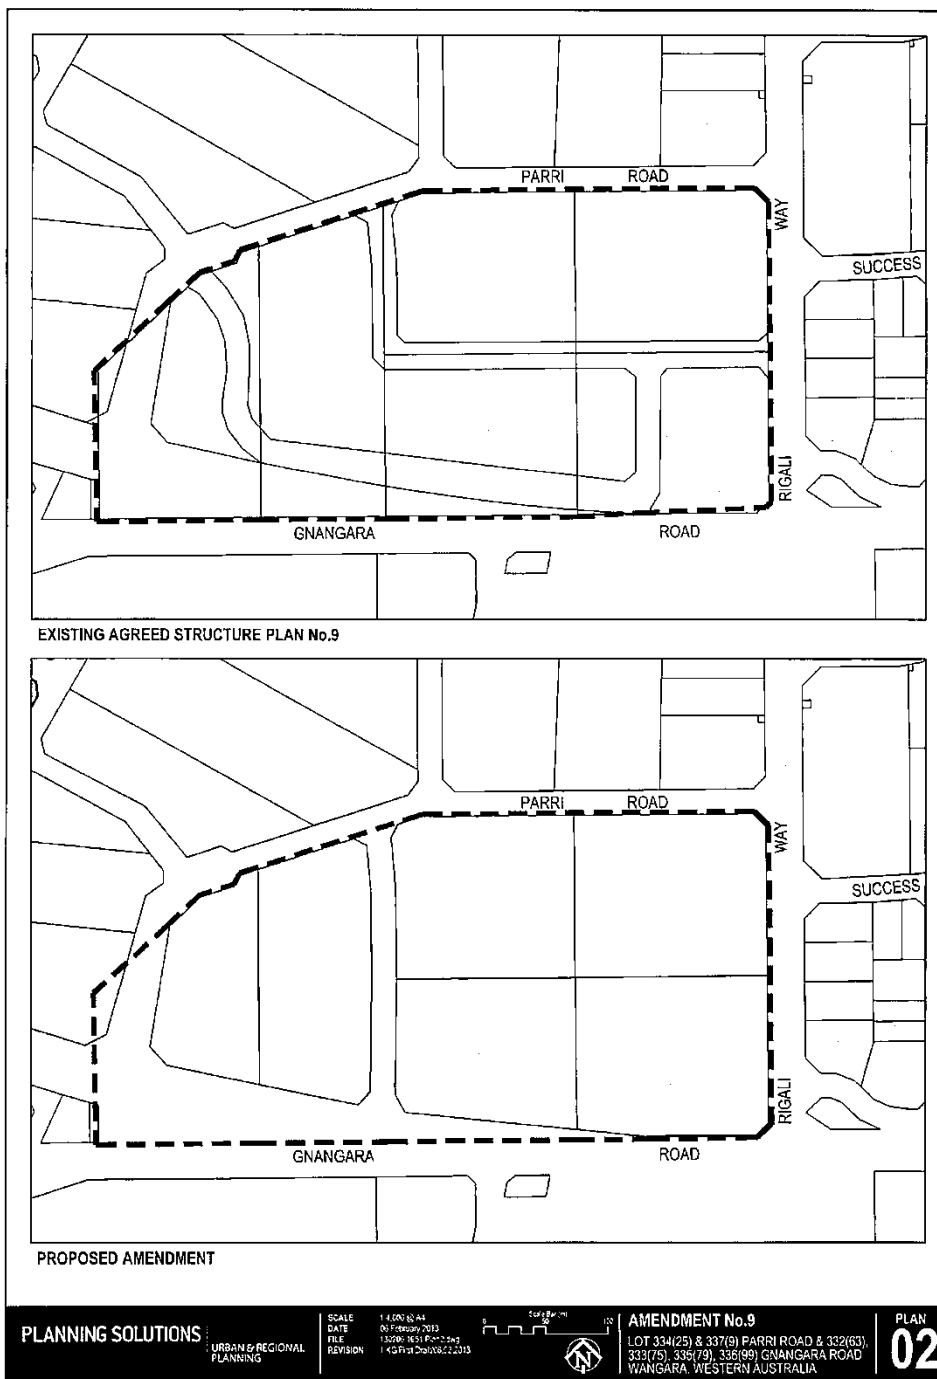 PARRI ROAD
WAY
SUCCESS
RIGALI
GNANGARA ROAD
EXISTING AGREED STRUCTURE PLAN No.9
PARRI ROAD
WAY
SUCCESS
RIGALI
GNANGARA ROAD
PROPOSED AMENDMENT
PLANNING SOLUTIONS
URBAN & REGIONAL
PLANNING
SCALE
DATE 06 February 2013
FILE
REVISION
N
AMENDMENT No.9
LOT 334(25) & 337(9) PARRI ROAD & 332(63),
333(75), 335(79), 336(99) GNANGARA ROAD
WANGARA, WESTERN AUSTRALIA
PLAN
02